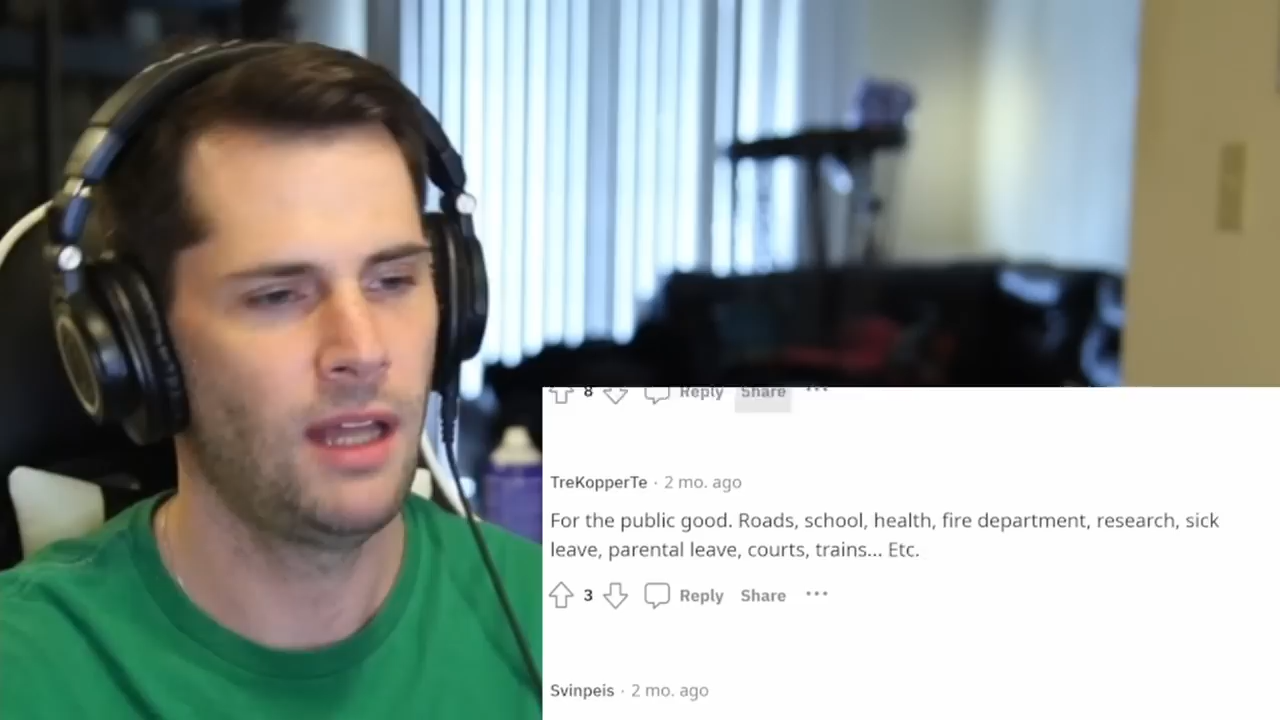 8 Reply Share ...
TreKopperTe · 2 mo. ago
For the public good. Roads, school, health, fire department, research, sick
leave, parental leave, courts, trains... Etc.
3 Reply Share ...
Svinpeis · 2 mo. ago